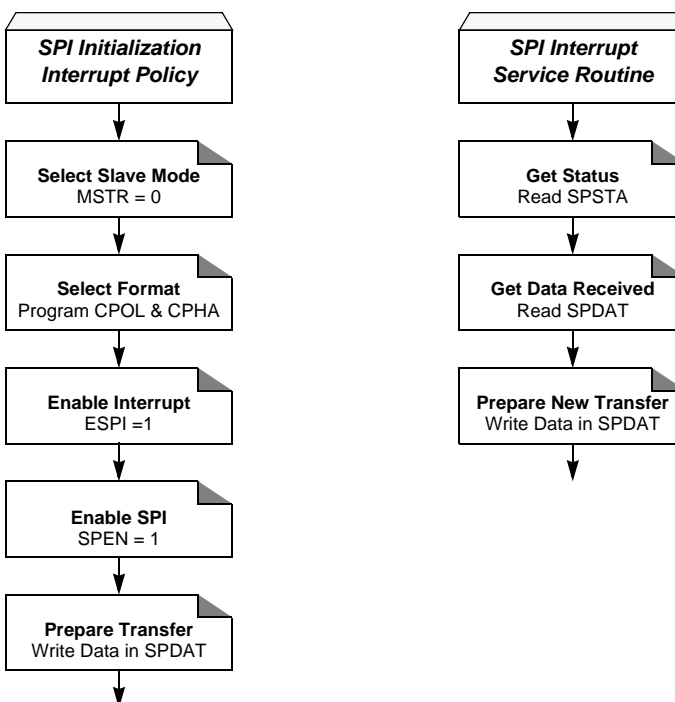 SPI Initialization
Interrupt Policy
Select Slave Mode
MSTR = 0
Select Format
Program CPOL & CPHA
Enable Interrupt
ESPI =1
Enable SPI
SPEN = 1
Prepare Transfer
Write Data in SPDAT
SPI Interrupt
Service Routine
Get Status
Read SPSTA
Get Data Received
Read SPDAT
Prepare New Transfer
Write Data in SPDAT